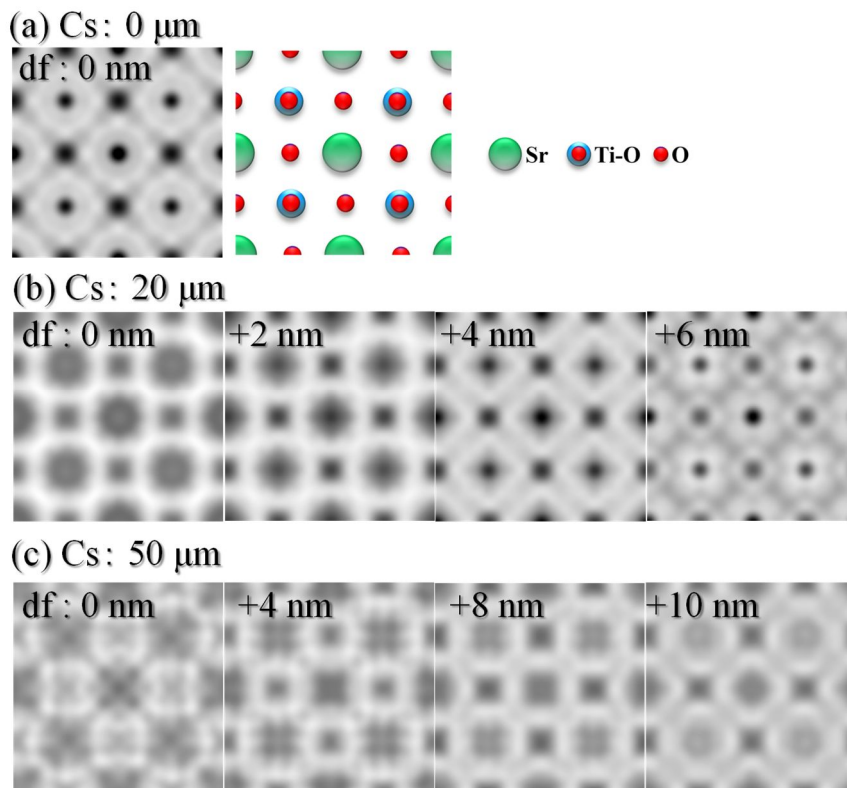 (a) Cs: 0 μm
df : 0 nm
Sr Ti-O O
(b) Cs: 20 μm
df : 0 nm +2 nm +4 nm +6 nm
(c) Cs: 50 μm
df : 0 nm +4 nm +8 nm +10 nm